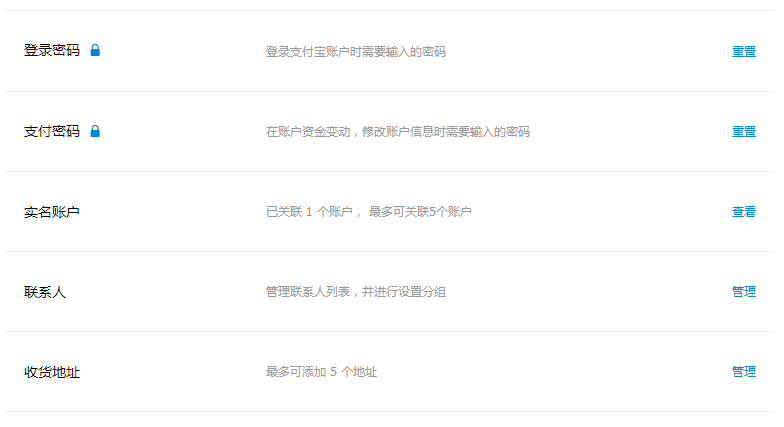 登录密码 登录支付宝账户时需要输入的密码 重置
支付密码 在账户资金变动，修改账户信息时需要输入的密码 重置
实名账户 已关联 1 个账户， 最多可关联5个账户 查看
联系人 管理联系人列表，并进行设置分组 管理
收货地址 最多可添加 5 个地址 管理